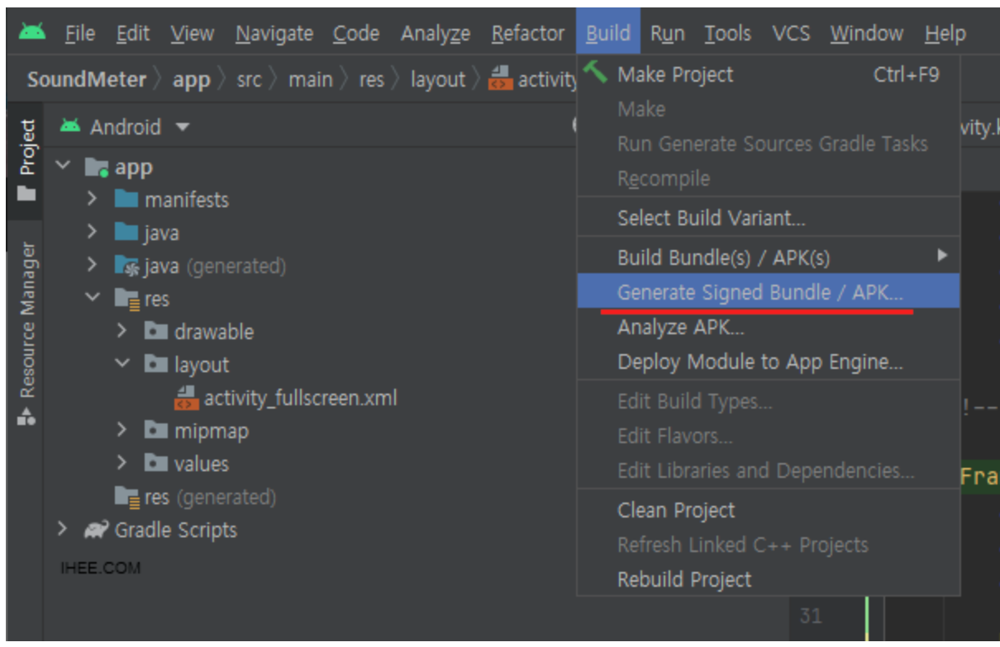 File Edit View Navigate Code Analyze Refactor Build Run Tools VCS Window Help
SoundMeter 〉 app 〉 src 〉 main 〉 res 〉 layout 〉 activity
Project
Resource Manager
Android
app
manifests
java
java (generated)
res
drawable
layout
activity_fullscreen.xml
mipmap
values
res (generated)
Gradle Scripts
IHEE.COM
Make Project Ctrl+F9
Make
Run Generate Sources Gradle Tasks
Recompile
Select Build Variant...
Build Bundle(s) / APK(s)
Generate Signed Bundle / APK...
Analyze APK...
Deploy Module to App Engine...
Edit Build Types...
Edit Flavors...
Edit Libraries and Dependencies...
Clean Project
Refresh Linked C++ Projects
Rebuild Project
vity.k
!--
Fra
31